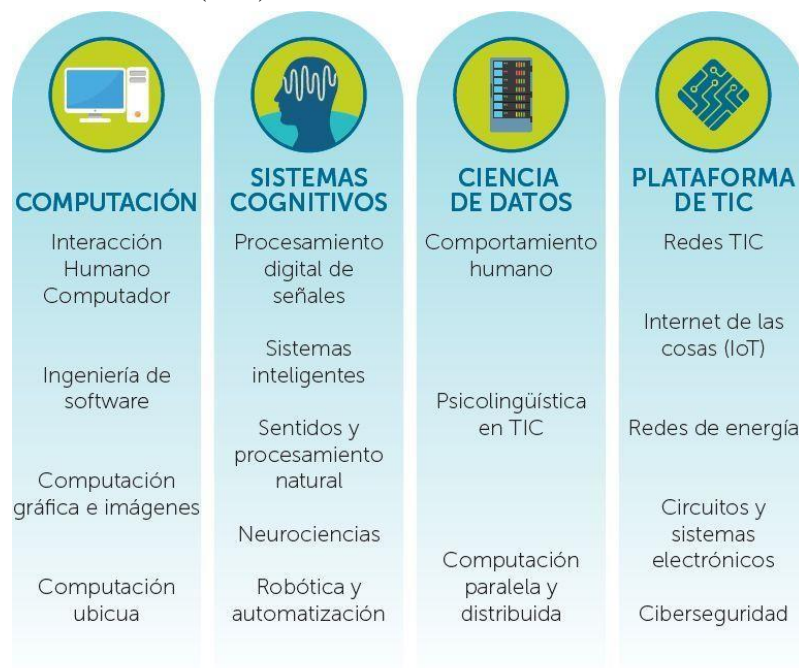 COMPUTACIÓN
Interacción
Humano
Computador
Ingeniería de
software
Computación
gráfica e imágenes
Computación
ubicua
SISTEMAS
COGNITIVOS
Procesamiento
digital de
señales
Sistemas
inteligentes
Sentidos y
procesamiento
natural
Neurociencias
Robótica y
automatización
CIENCIA
DE DATOS
Comportamiento
humano
Psicolingüística
en TIC
Computación
paralela y
distribuida
PLATAFORMA
DE TIC
Redes TIC
Internet de las
cosas (IoT)
Redes de energía
Circuitos y
sistemas
electrónicos
Ciberseguridad